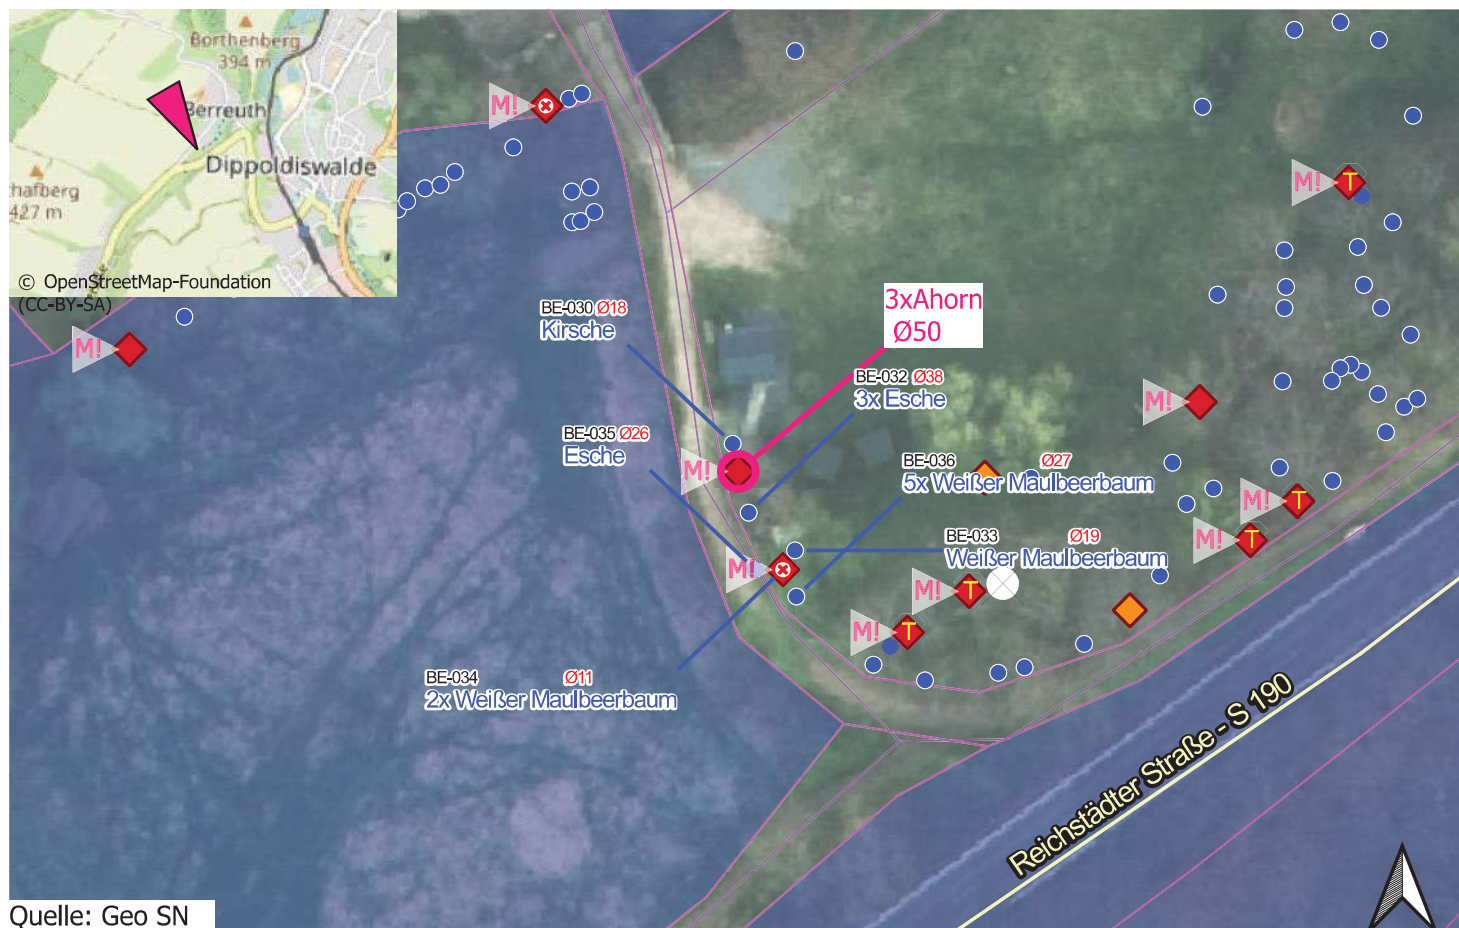 Borthenberg
394 m
Berreuth
Dippoldiswalde
hafberg
427 m
© OpenStreetMap-Foundation
(CC-BY-SA)
M!
M!
M!
BE-030 Ø18
Kirsche
3xAhorn
Ø50
BE-032 Ø38
3x Esche
M!
M!
BE-035 Ø26
Esche
BE-036 Ø27
5x Weißer Maulbeerbaum
M!
M!
BE-033 Ø19
Weißer Maulbeerbaum
M!
M!
M!
M!
BE-034 Ø11
2x Weißer Maulbeerbaum
T
T
T
T
T
Reichstädter Straße - S 190
Quelle: Geo SN